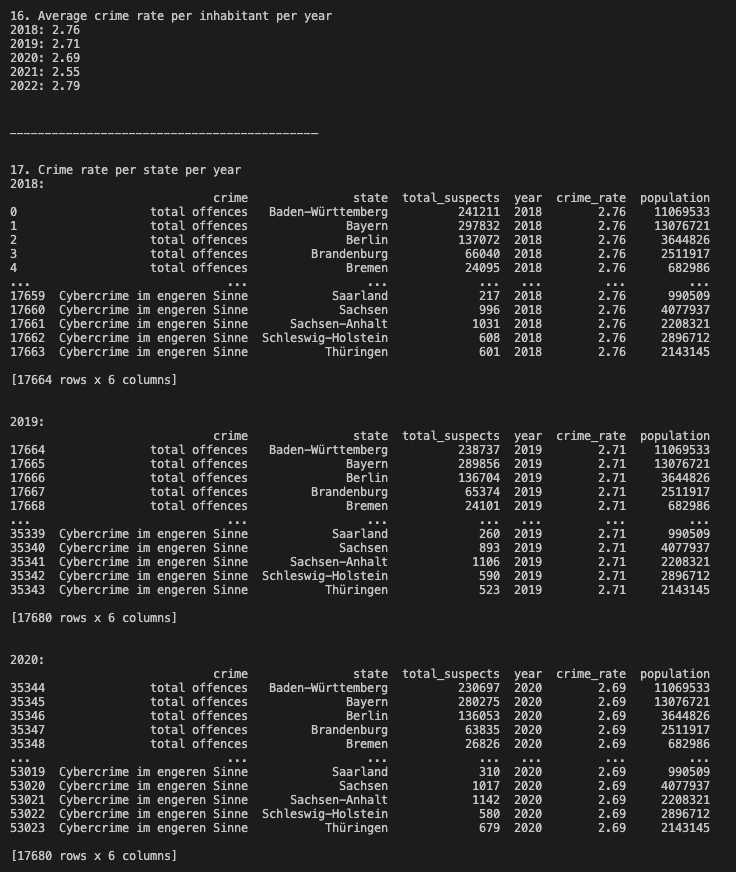 16. Average crime rate per inhabitant per year
2018: 2.76
2019: 2.71
2020: 2.69
2021: 2.55
2022: 2.79
____________________________________________
17. Crime rate per state per year
2018:
crime state total_suspects year crime_rate population
0 total offences Baden-Württemberg 241211 2018 2.76 11069533
1 total offences Bayern 297832 2018 2.76 13076721
2 total offences Berlin 137072 2018 2.76 3644826
3 total offences Brandenburg 66040 2018 2.76 2511917
4 total offences Bremen 24095 2018 2.76 682986
... ... ... ... ... ... ...
17659 Cybercrime im engeren Sinne Saarland 217 2018 2.76 990509
17660 Cybercrime im engeren Sinne Sachsen 996 2018 2.76 4077937
17661 Cybercrime im engeren Sinne Sachsen-Anhalt 1031 2018 2.76 2208321
17662 Cybercrime im engeren Sinne Schleswig-Holstein 608 2018 2.76 2896712
17663 Cybercrime im engeren Sinne Thüringen 601 2018 2.76 2143145
[17664 rows x 6 columns]
2019:
crime state total_suspects year crime_rate population
17664 total offences Baden-Württemberg 238737 2019 2.71 11069533
17665 total offences Bayern 289856 2019 2.71 13076721
17666 total offences Berlin 136704 2019 2.71 3644826
17667 total offences Brandenburg 65374 2019 2.71 2511917
17668 total offences Bremen 24101 2019 2.71 682986
... ... ... ... ... ... ...
35339 Cybercrime im engeren Sinne Saarland 260 2019 2.71 990509
35340 Cybercrime im engeren Sinne Sachsen 893 2019 2.71 4077937
35341 Cybercrime im engeren Sinne Sachsen-Anhalt 1106 2019 2.71 2208321
35342 Cybercrime im engeren Sinne Schleswig-Holstein 590 2019 2.71 2896712
35343 Cybercrime im engeren Sinne Thüringen 523 2019 2.71 2143145
[17680 rows x 6 columns]
2020:
crime state total_suspects year crime_rate population
35344 total offences Baden-Württemberg 230697 2020 2.69 11069533
35345 total offences Bayern 280275 2020 2.69 13076721
35346 total offences Berlin 136053 2020 2.69 3644826
35347 total offences Brandenburg 63835 2020 2.69 2511917
35348 total offences Bremen 26826 2020 2.69 682986
... ... ... ... ... ... ...
53019 Cybercrime im engeren Sinne Saarland 310 2020 2.69 990509
53020 Cybercrime im engeren Sinne Sachsen 1017 2020 2.69 4077937
53021 Cybercrime im engeren Sinne Sachsen-Anhalt 1142 2020 2.69 2208321
53022 Cybercrime im engeren Sinne Schleswig-Holstein 580 2020 2.69 2896712
53023 Cybercrime im engeren Sinne Thüringen 679 2020 2.69 2143145
[17680 rows x 6 columns]